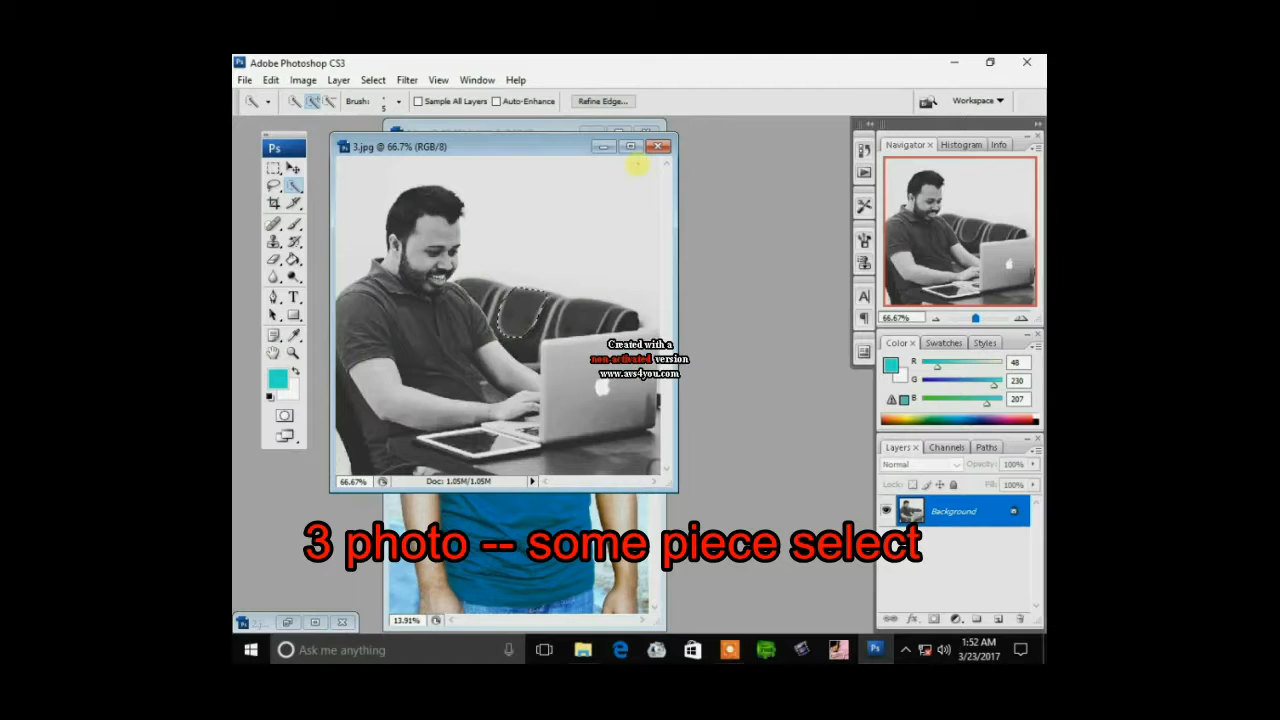 Adobe Photoshop CS3
File Edit Image Layer Select Filter View Window Help
Brush: 5 Sample All Layers Auto-Enhance Refine Edge... Workspace
Ps
3.jpg @ 66.7% (RGB/8)
Navigator Histogram Info
66.67%
Color Swatches Styles
R 48
G 230
B 207
Created with a
non-activated version
www.avs4you.com
Layers Channels Paths
Normal Opacity: 100%
Lock: Fill: 100%
Background
66.67% Doc: 1.05M/1.05M
3 photo -- some piece select
13.91%
Ask me anything
1:52 AM
3/23/2017